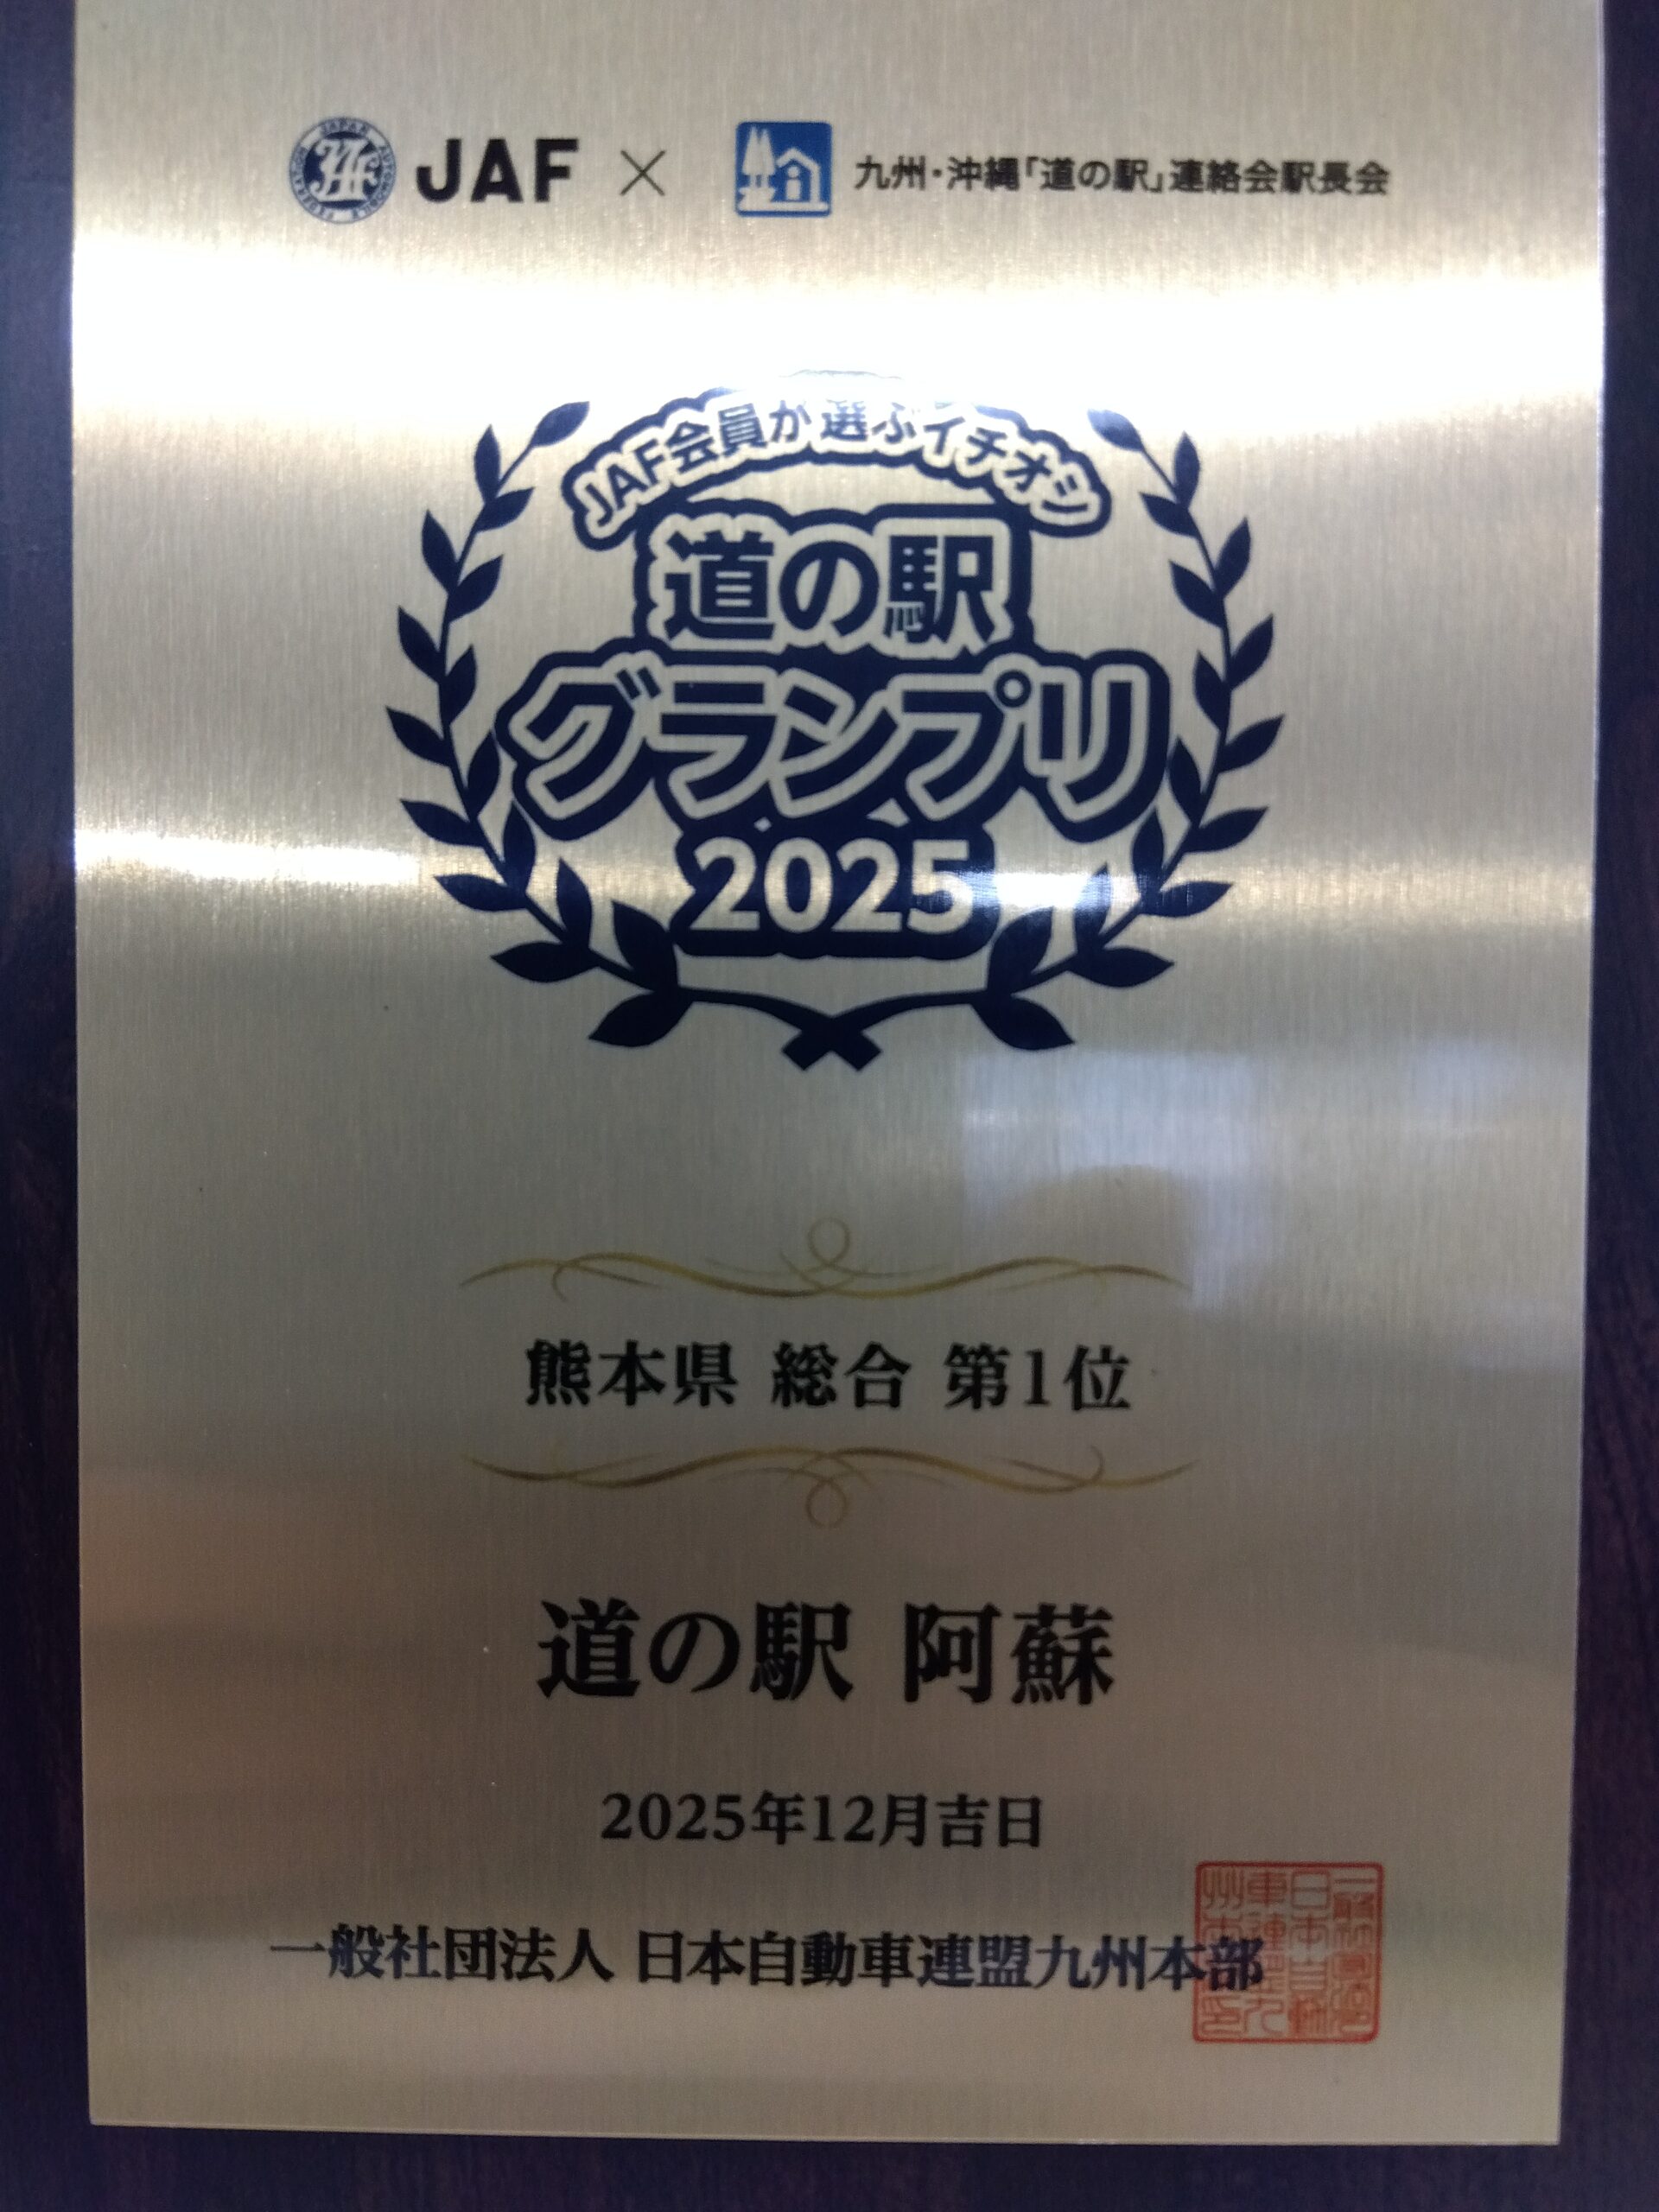 JAF × 九州・沖縄「道の駅」連絡会駅長会
JAF会員が選ぶイチオシ
道の駅
グランプリ
2025
熊本県 総合 第1位
道の駅 阿蘇
2025年12月吉日
一般社団法人 日本自動車連盟九州本部